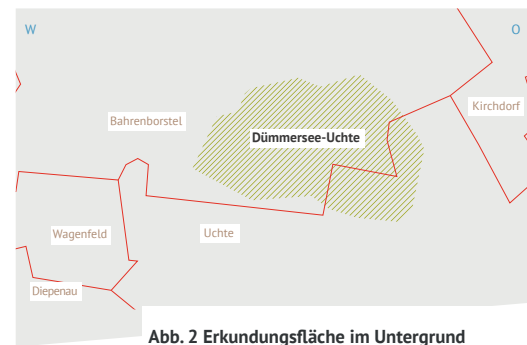 W
O
Kirchdorf
Bahrenborstel
Dümmersee-Uchte
Wagenfeld
Uchte
Diepenau
Abb. 2 Erkundungsfläche im Untergrund